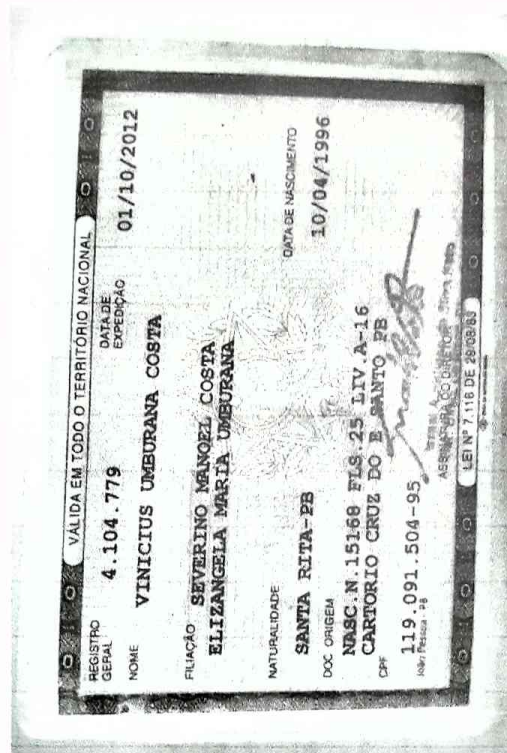 VÁLIDA EM TODO O TERRITÓRIO NACIONAL
REGISTRO GERAL 4.104.779 DATA DE EXPEDIÇÃO 01/10/2012
NOME VINICIUS UMBURANA COSTA
FILIAÇÃO SEVERINO MANOEL COSTA
ELIZANGELA MARIA UMBURANA
NATURALIDADE DATA DE NASCIMENTO
SANTA RITA-PB 10/04/1996
DOC ORIGEM
NASC.N.15168 FLS 25 LIV A-16
CARTORIO CRUZ DO E SANTO PB
CPF
119.091.504-95
João Pessoa - PB
ASSINATURA DO DIRETOR
LEI Nº 7.116 DE 29/08/83